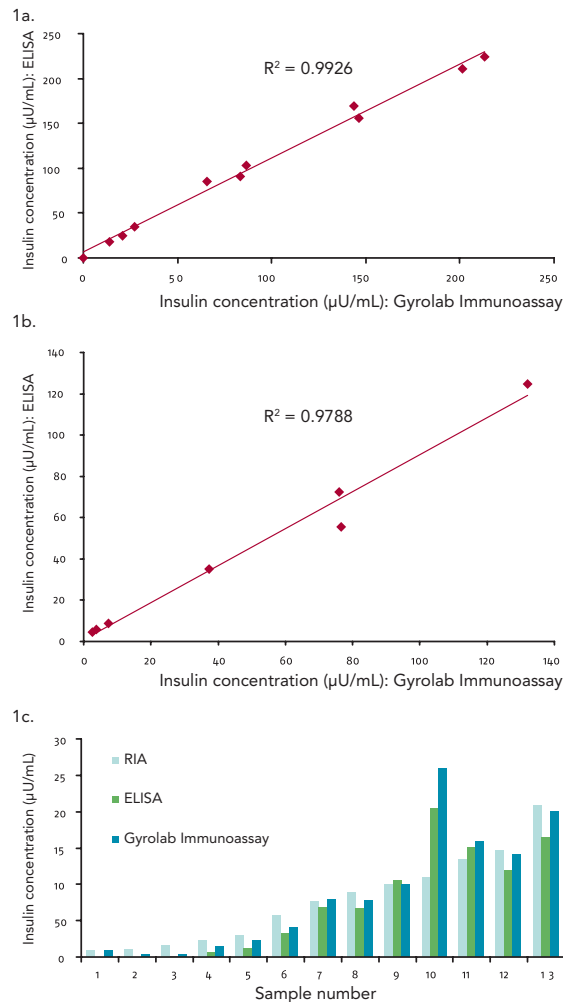 1a.
Insulin concentration (µU/mL): ELISA
250
200
150
100
50
0
R² = 0.9926
0 50 100 150 200 250
Insulin concentration (µU/mL): Gyrolab Immunoassay
1b.
Insulin concentration (µU/mL): ELISA
140
120
100
80
60
40
20
0
R² = 0.9788
0 20 40 60 80 100 120 140
Insulin concentration (µU/mL): Gyrolab Immunoassay
1c.
Insulin concentration (µU/mL)
30
25
20
15
10
50
0
RIA
ELISA
Gyrolab Immunoassay
1 2 3 4 5 6 7 8 9 10 11 12 13
Sample number